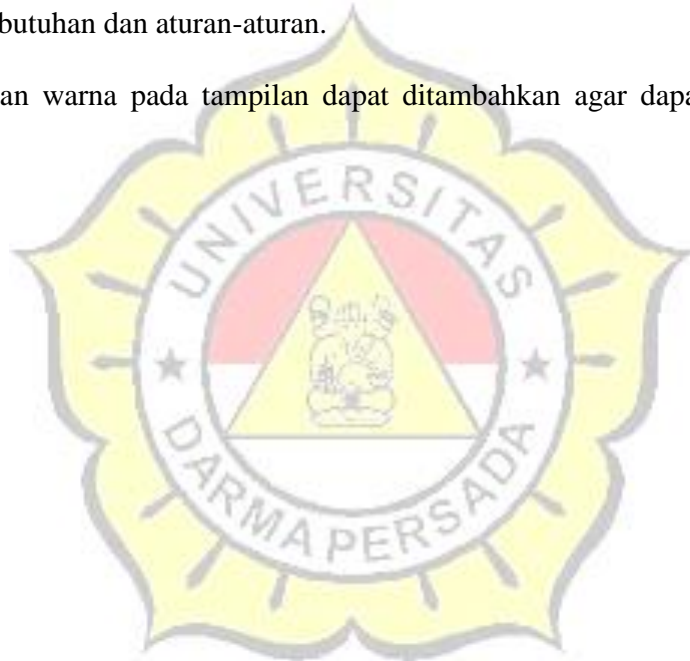 butuhan dan aturan-aturan.
an warna pada tampilan dapat ditambahkan agar dapa
UNIVERSITAS
DARMA PERSADA